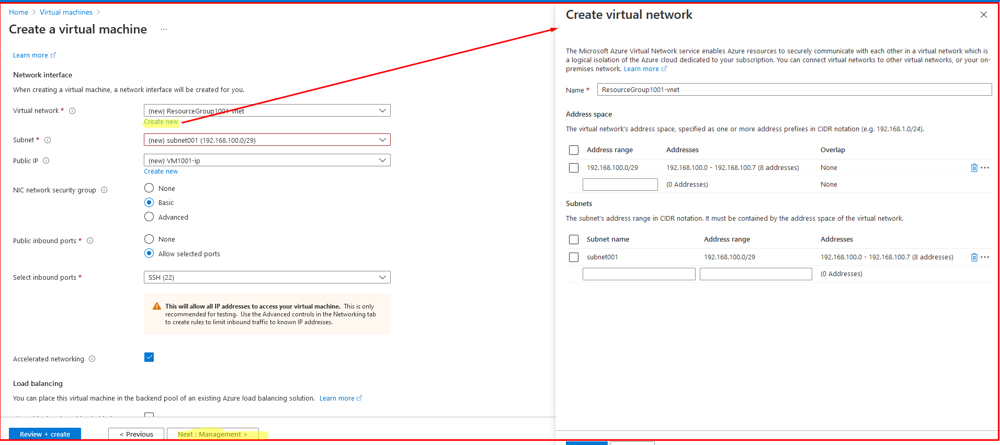 Home > Virtual machines >
Create a virtual machine ...
Learn more
Network interface
When creating a virtual machine, a network interface will be created for you.
Virtual network *
(new) ResourceGroup1001-vnet
Create new
Subnet *
(new) subnet001 (192.168.100.0/29)
Public IP
(new) VM1001-ip
Create new
NIC network security group
None
Basic
Advanced
Public inbound ports *
None
Allow selected ports
Select inbound ports *
SSH (22)
This will allow all IP addresses to access your virtual machine. This is only
recommended for testing. Use the Advanced controls in the Networking tab
to create rules to limit inbound traffic to known IP addresses.
Accelerated networking
Load balancing
You can place this virtual machine in the backend pool of an existing Azure load balancing solution. Learn more
Review + create
< Previous
Next : Management >
Create virtual network
The Microsoft Azure Virtual Network service enables Azure resources to securely communicate with each other in a virtual network which is
a logical isolation of the Azure cloud dedicated to your subscription. You can connect virtual networks to other virtual networks, or your on-
premises network. Learn more
Name *
ResourceGroup1001-vnet
Address space
The virtual network's address space, specified as one or more address prefixes in CIDR notation (e.g. 192.168.1.0/24).
Address range Addresses Overlap
192.168.100.0/29 192.168.100.0 - 192.168.100.7 (8 addresses) None
(0 Addresses) None
Subnets
The subnet's address range in CIDR notation. It must be contained by the address space of the virtual network.
Subnet name Address range Addresses
subnet001 192.168.100.0/29 192.168.100.0 - 192.168.100.7 (8 addresses)
(0 Addresses)